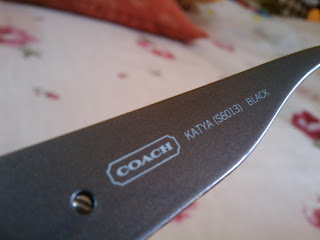 COACH KATYA (S6013) BLACK